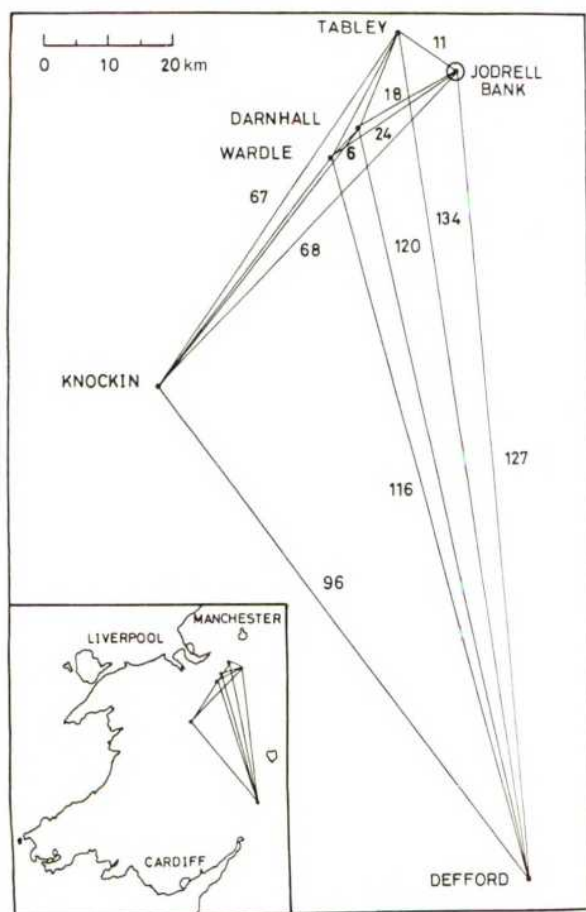 TABLEY
11
0 10 20 km
JODRELL
BANK
18
DARNHALL
24
WARDLE
6
67
134
68
120
KNOCKIN
127
116
96
MANCHESTER
LIVERPOOL
CARDIFF
DEFFORD